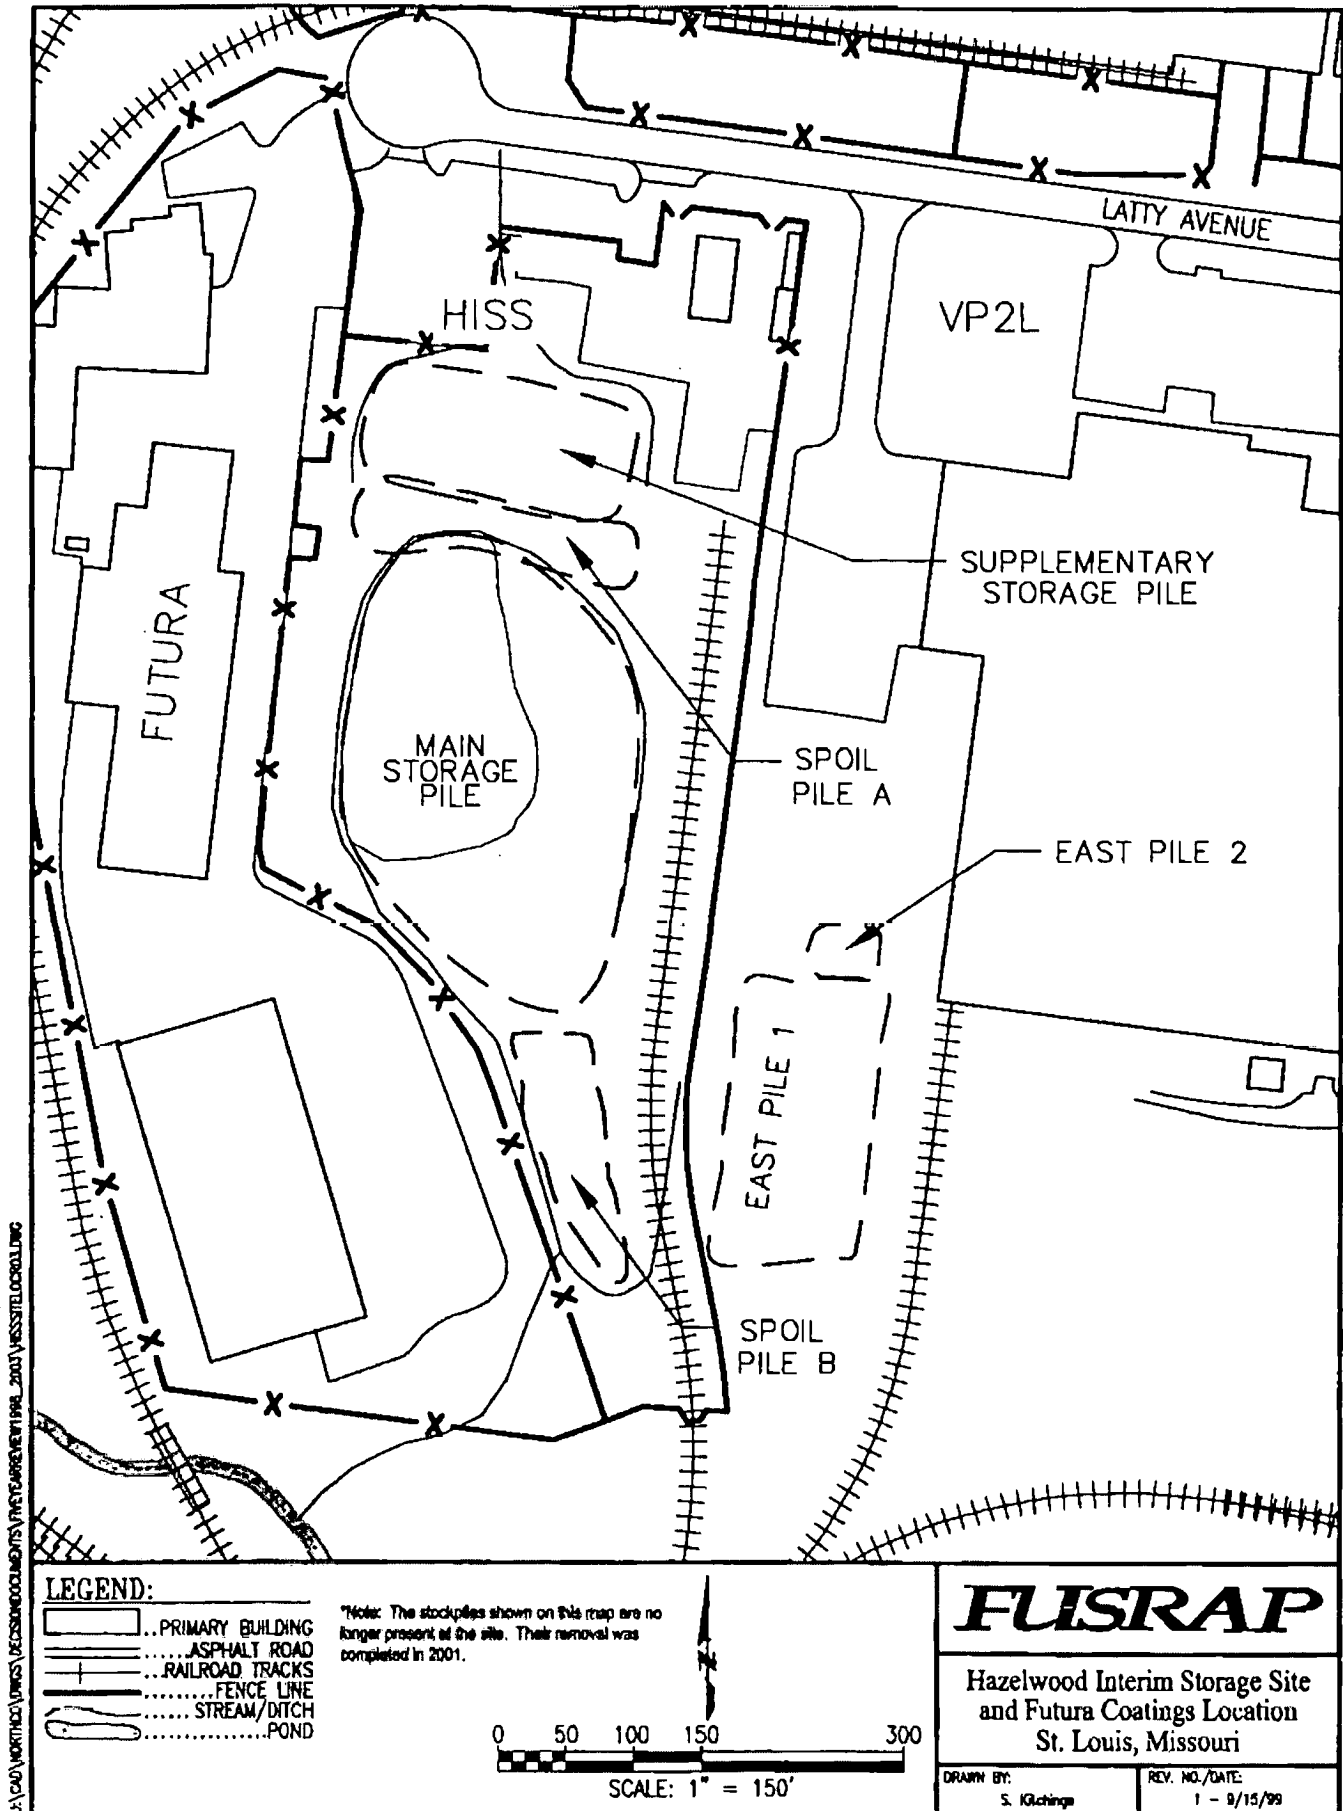 LATTY AVENUE
HISS
VP2L
SUPPLEMENTARY
STORAGE PILE
FUTURA
MAIN
STORAGE
PILE
SPOIL
PILE A
EAST PILE 2
EAST PILE 1
SPOIL
PILE B
LEGEND:
PRIMARY BUILDING
ASPHALT ROAD
RAILROAD TRACKS
FENCE LINE
STREAM/DITCH
POND
*Note: The stockpiles shown on this map are no
longer present at the site. Their removal was
completed in 2001.
0 50 100 150 300
SCALE: 1" = 150'
FUSRAP
Hazelwood Interim Storage Site
and Futura Coatings Location
St. Louis, Missouri
DRAWN BY:
S. Kitchings
REV. NO./DATE:
1 - 9/15/99